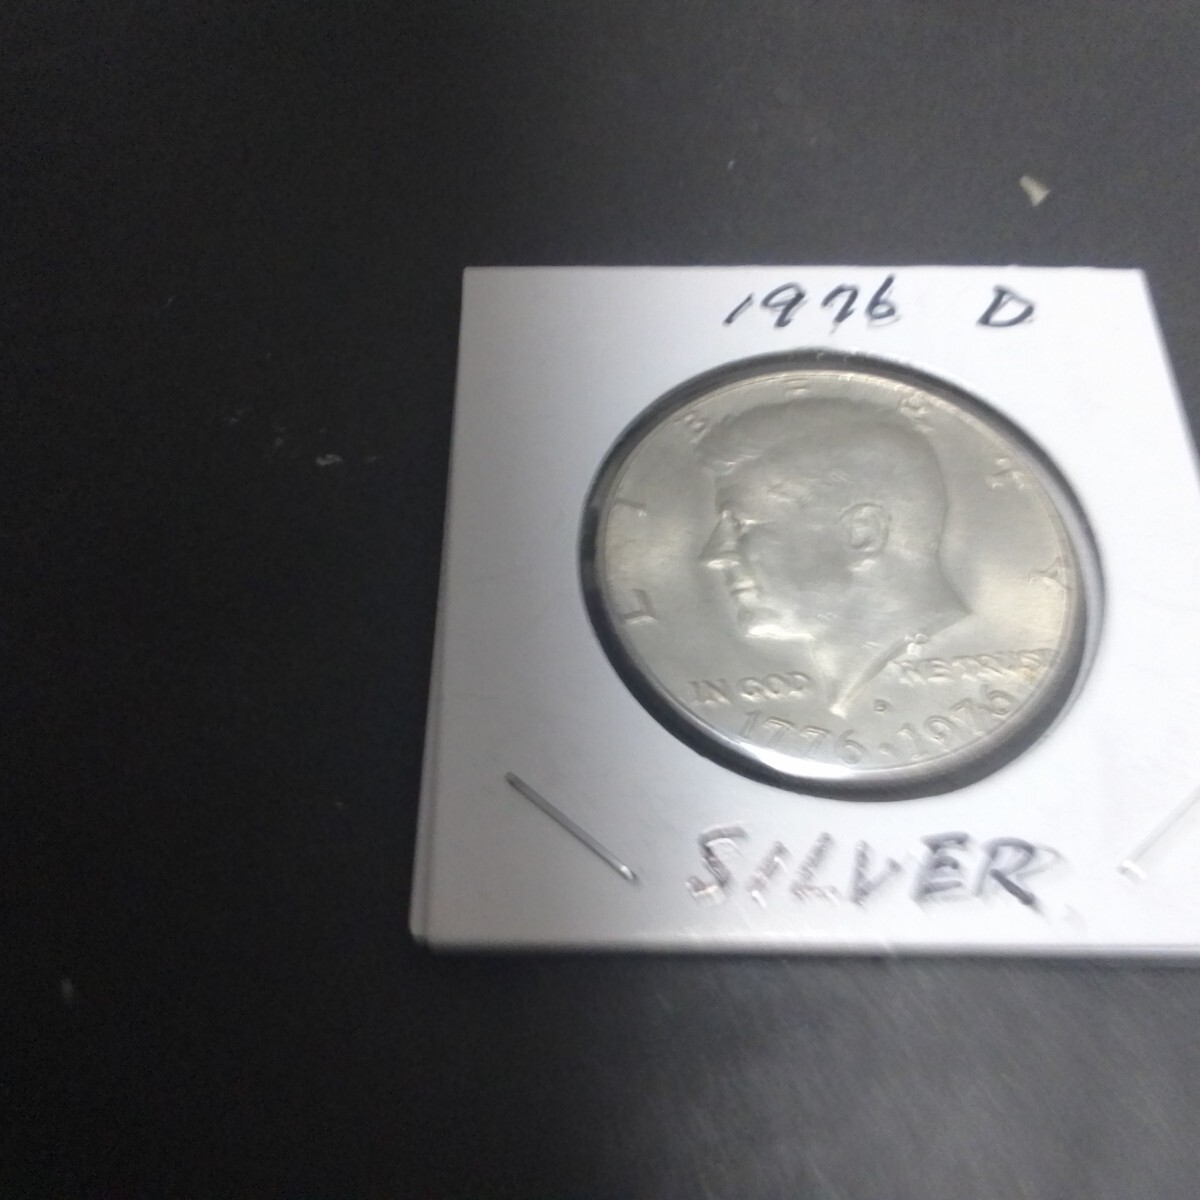 1976 D
LIBERTY
IN GOD WE TRUST
D
1776·1976
SILVER